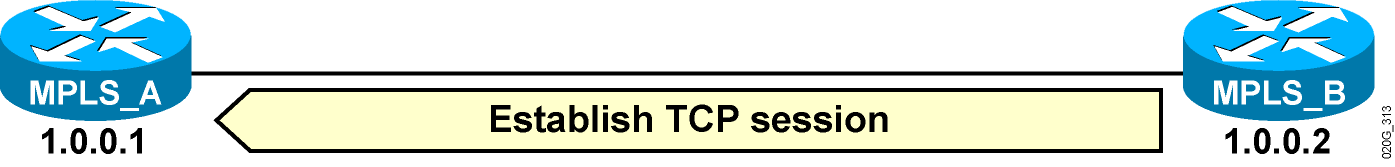 MPLS_A
1.0.0.1
Establish TCP session
MPLS_B
1.0.0.2
020G_313